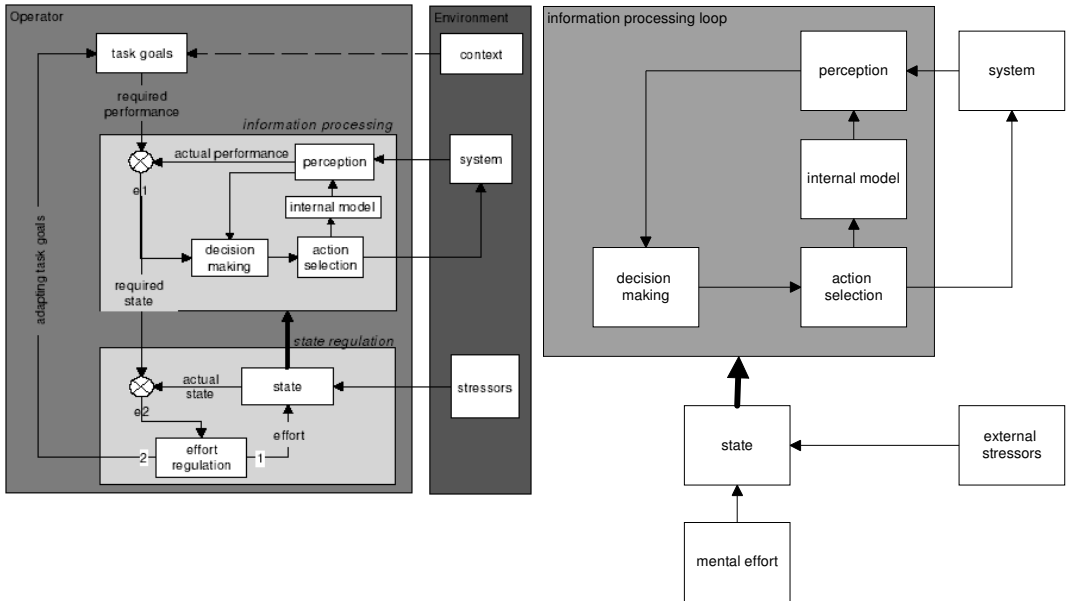 Operator
Environment
task goals
context
required
performance
information processing
actual performance
perception
system
e1
internal model
decision
making
action
selection
adapting task goals
required
state
state regulation
actual
state
state
stressors
e2
effort
effort
regulation
2
1
information processing loop
perception
system
internal model
decision
making
action
selection
state
external
stressors
mental effort